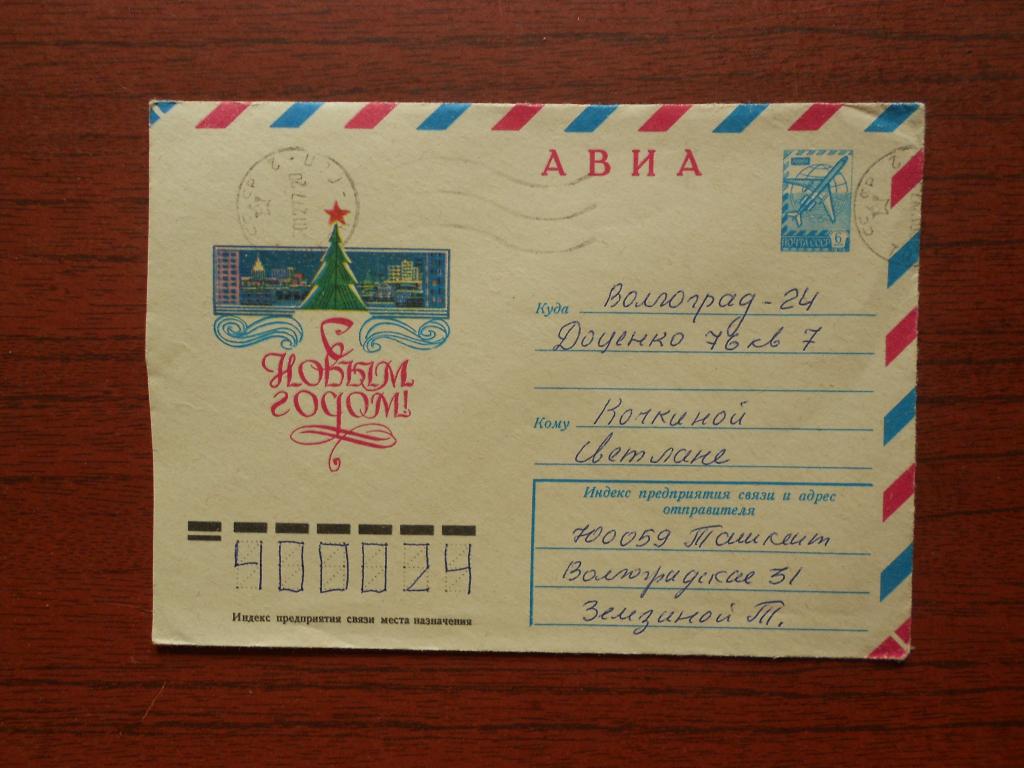 АВИА
ПОЧТА СССР 6
С
Новым
годом!
Куда Волгоград-24
Доценко 76 кв 7
Кому Кочкиной
Светлане
Индекс предприятия связи и адрес
отправителя
700059 Ташкент
Волгоградская 31
Земзиной Т.
400024
Индекс предприятия связи места назначения